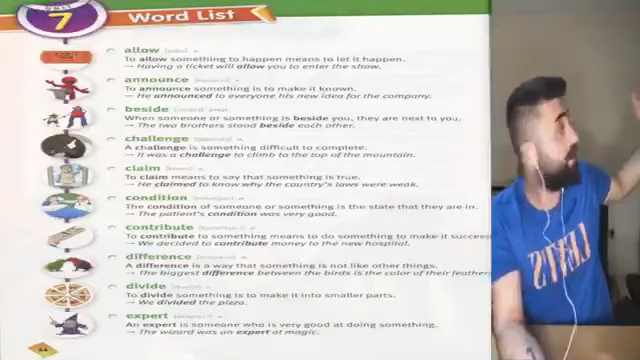 UNIT
7
Word List
allow
To allow something to happen means to let it happen.
→ Having a ticket will allow you to enter the show.
announce
To announce something is to make it known.
→ He announced to everyone his new idea for the company.
beside
When someone or something is beside you, they are next to you.
→ The two brothers stood beside each other.
challenge
A challenge is something difficult to complete.
→ It was a challenge to climb to the top of the mountain.
claim
To claim means to say that something is true.
→ He claimed to know why the country's laws were weak.
condition
The condition of someone or something is the state that they are in.
→ The patient's condition was very good.
contribute
To contribute to something means to do something to make it success
→ We decided to contribute money to the new hospital.
difference
A difference is a way that something is not like other things.
→ The biggest difference between the birds is the color of their feather
divide
To divide something is to make it into smaller parts.
→ We divided the pizza.
expert
An expert is someone who is very good at doing something.
→ The wizard was an expert at magic.